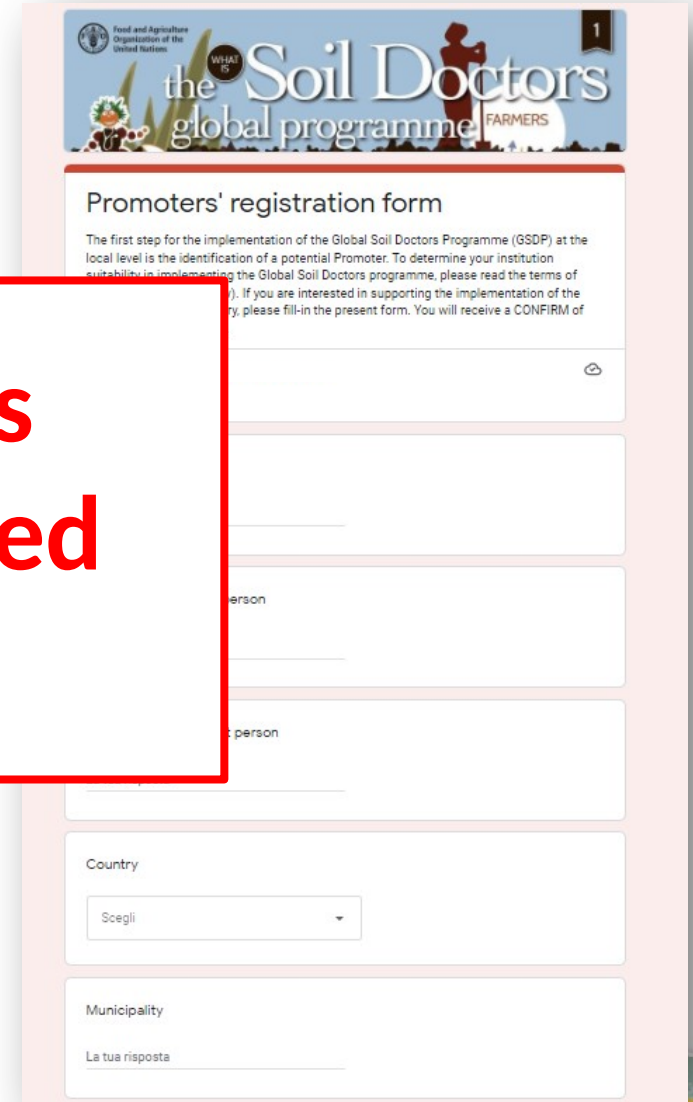 Food and Agriculture
Organization of the
United Nations
1
WHAT
IS
the Soil Doctors
global programme
FARMERS
Promoters' registration form
The first step for the implementation of the Global Soil Doctors Programme (GSDP) at the
local level is the identification of a potential Promoter. To determine your institution
suitability in implementing the Global Soil Doctors programme, please read the terms of
). If you are interested in supporting the implementation of the
ry, please fill-in the present form. You will receive a CONFIRM of
s
ed
erson
person
Country
Scegli
Municipality
La tua risposta